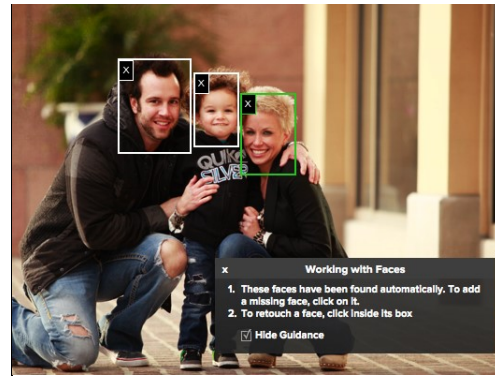 X
X
X
QUIK
SILVER
x Working with Faces
1. These faces have been found automatically. To add
a missing face, click on it.
2. To retouch a face, click inside its box
Hide Guidance